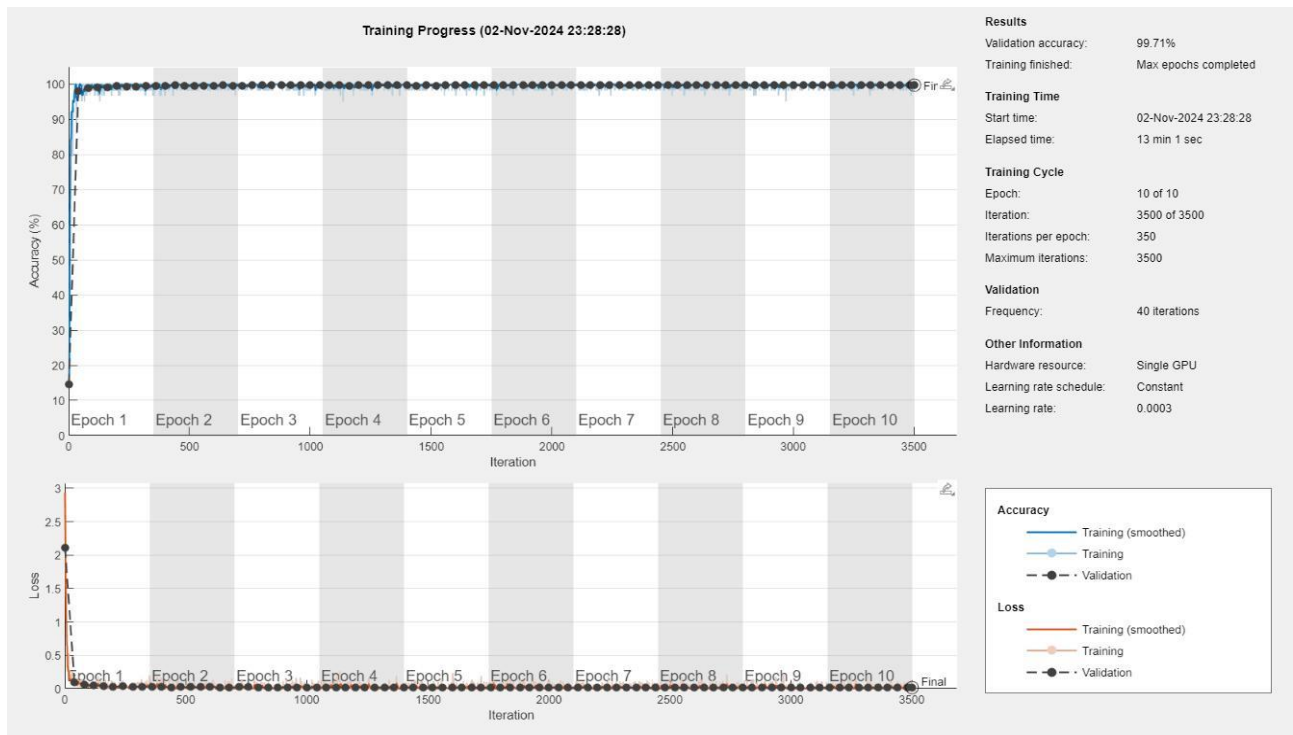 Training Progress (02-Nov-2024 23:28:28)
100
90
80
70
60
50
40
30
20
10
0
Accuracy (%)
Fin
Epoch 1 Epoch 2 Epoch 3 Epoch 4 Epoch 5 Epoch 6 Epoch 7 Epoch 8 Epoch 9 Epoch 10
0 500 1000 1500 2000 2500 3000 3500
Iteration
3
2.5
2
1.5
1
0.5
0
Loss
Epoch 1 Epoch 2 Epoch 3 Epoch 4 Epoch 5 Epoch 6 Epoch 7 Epoch 8 Epoch 9 Epoch 10
Final
0 500 1000 1500 2000 2500 3000 3500
Iteration
Results
Validation accuracy: 99.71%
Training finished: Max epochs completed
Training Time
Start time: 02-Nov-2024 23:28:28
Elapsed time: 13 min 1 sec
Training Cycle
Epoch: 10 of 10
Iteration: 3500 of 3500
Iterations per epoch: 350
Maximum iterations: 3500
Validation
Frequency: 40 iterations
Other Information
Hardware resource: Single GPU
Learning rate schedule: Constant
Learning rate: 0.0003
Accuracy
Training (smoothed)
Training
Validation
Loss
Training (smoothed)
Training
Validation